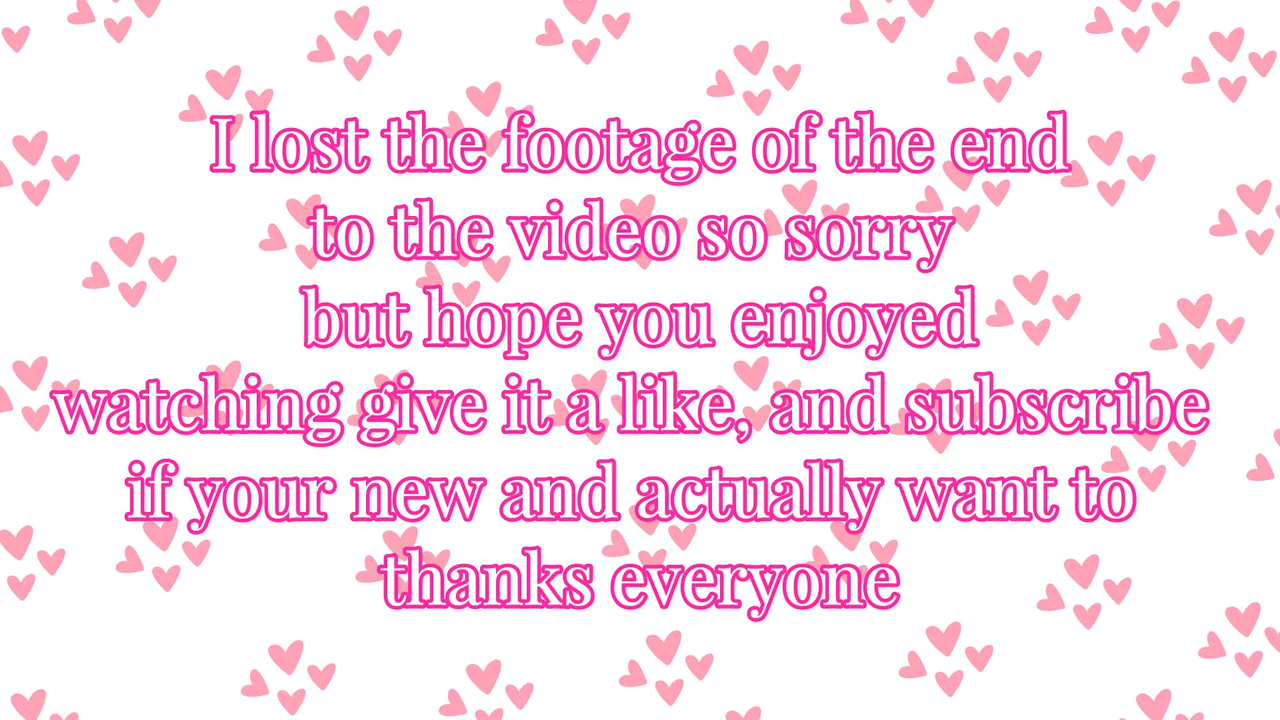 I lost the footage of the end
to the video so sorry
but hope you enjoyed
watching give it a like, and subscribe
if your new and actually want to
thanks everyone